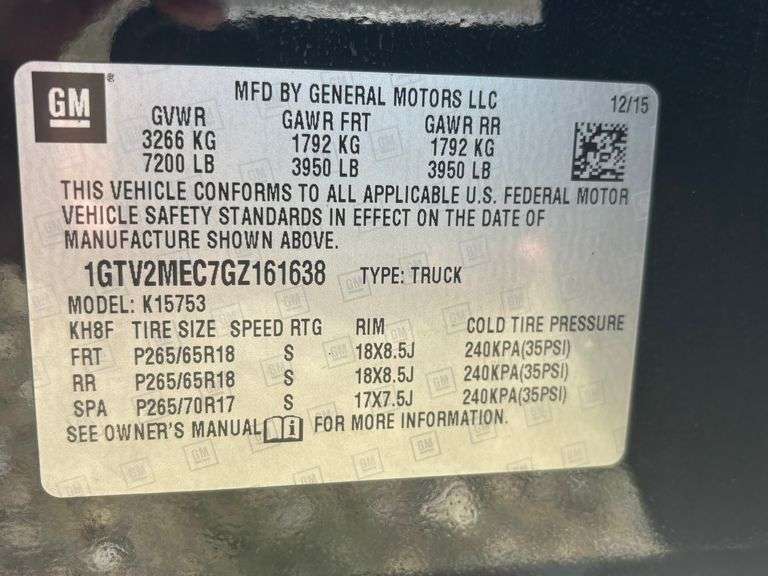 GM ®
MFD BY GENERAL MOTORS LLC 12/15
GVWR GAWR FRT GAWR RR
3266 KG 1792 KG 1792 KG
7200 LB 3950 LB 3950 LB
THIS VEHICLE CONFORMS TO ALL APPLICABLE U.S. FEDERAL MOTOR
VEHICLE SAFETY STANDARDS IN EFFECT ON THE DATE OF
MANUFACTURE SHOWN ABOVE.
1GTV2MEC7GZ161638 TYPE: TRUCK
MODEL: K15753
KH8F TIRE SIZE SPEED RTG RIM COLD TIRE PRESSURE
FRT P265/65R18 S 18X8.5J 240KPA(35PSI)
RR P265/65R18 S 18X8.5J 240KPA(35PSI)
SPA P265/70R17 S 17X7.5J 240KPA(35PSI)
SEE OWNER'S MANUAL i FOR MORE INFORMATION.